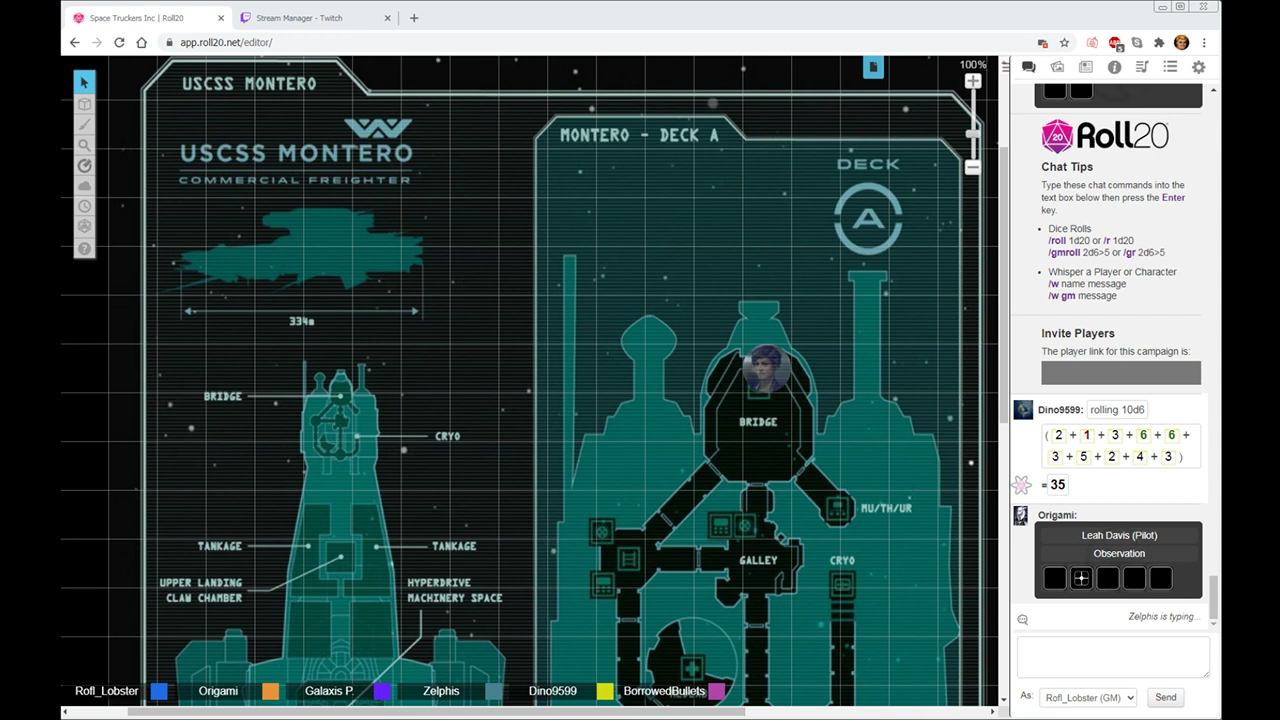 Space Truckers Inc | Roll20
Stream Manager - Twitch
app.roll20.net/editor/
USCSS MONTERO
USCSS MONTERO
COMMERCIAL FREIGHTER
334m
BRIDGE
CRYO
TANKAGE
TANKAGE
UPPER LANDING
CLAW CHAMBER
HYPERDRIVE
MACHINERY SPACE
MONTERO - DECK A
DECK
A
BRIDGE
MU/TH/UR
GALLEY
CRYO
100%
Rofl_Lobster
Origami
Galaxis P.
Zelphis
Dino9599
BorrowedBullets
20
Roll20
Chat Tips
Type these chat commands into the
text box below then press the Enter
key.
Dice Rolls
/roll 1d20 or /r 1d20
/gmroll 2d6>5 or /gr 2d6>5
Whisper a Player or Character
/w name message
/w gm message
Invite Players
The player link for this campaign is:
Dino9599: rolling 10d6
( 2 + 1 + 3 + 6 + 6 +
3 + 5 + 2 + 4 + 3 )
= 35
Origami:
Leah Davis (Pilot)
Observation
Zelphis is typing...
As: Rofl_Lobster (GM)
Send